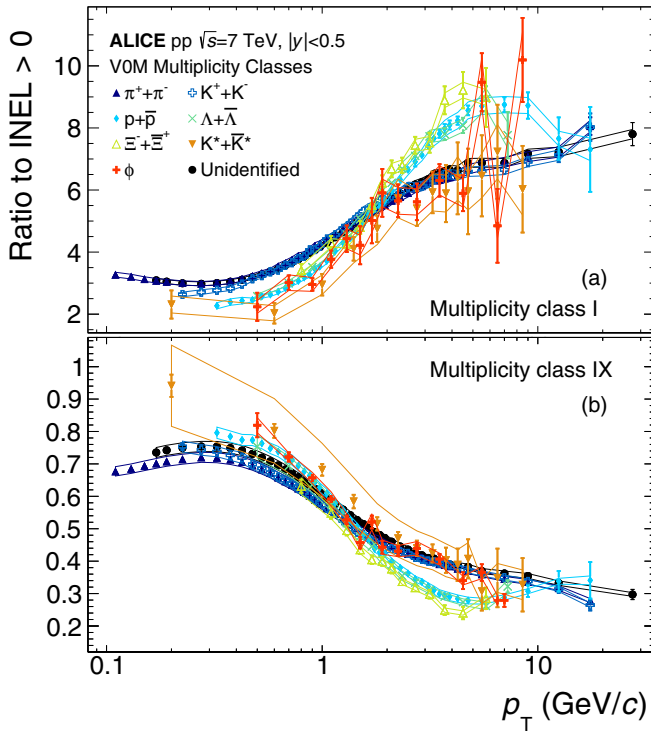 Ratio to INEL > 0
ALICE pp √s=7 TeV, |y|<0.5
V0M Multiplicity Classes
π⁺+π⁻ K⁺+K⁻
p+p̅ Λ+Λ̅
Ξ⁻+Ξ̅⁺ K*+K̅*
ϕ Unidentified
10
8
6
4
2
(a)
Multiplicity class I
Multiplicity class IX
(b)
1
0.9
0.8
0.7
0.6
0.5
0.4
0.3
0.2
0.1 1 10
p_T (GeV/c)